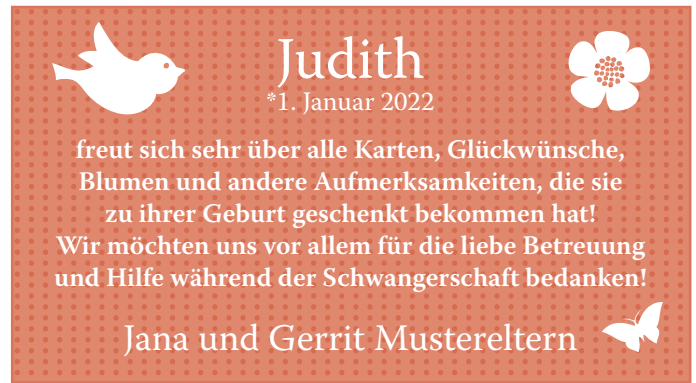 Judith
*1. Januar 2022
freut sich sehr über alle Karten, Glückwünsche,
Blumen und andere Aufmerksamkeiten, die sie
zu ihrer Geburt geschenkt bekommen hat!
Wir möchten uns vor allem für die liebe Betreuung
und Hilfe während der Schwangerschaft bedanken!
Jana und Gerrit Mustereltern